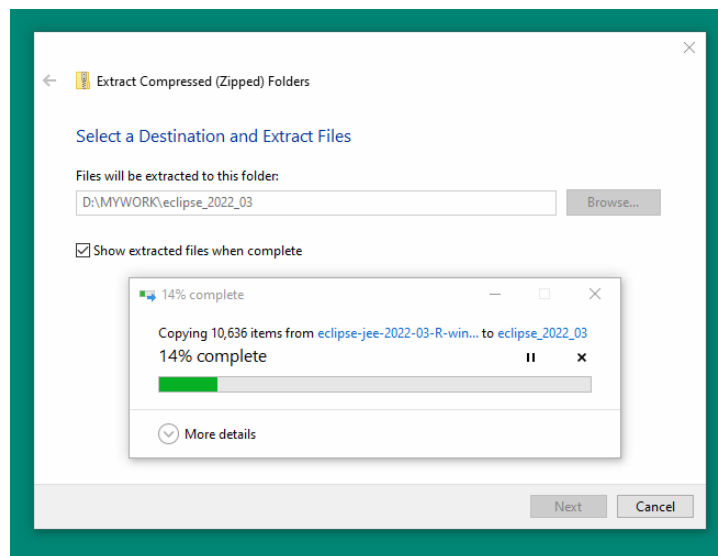 Extract Compressed (Zipped) Folders
Select a Destination and Extract Files
Files will be extracted to this folder:
D:\MYWORK\eclipse_2022_03
Browse...
Show extracted files when complete
14% complete
Copying 10,636 items from eclipse-jee-2022-03-R-win... to eclipse_2022_03
14% complete
More details
Next
Cancel